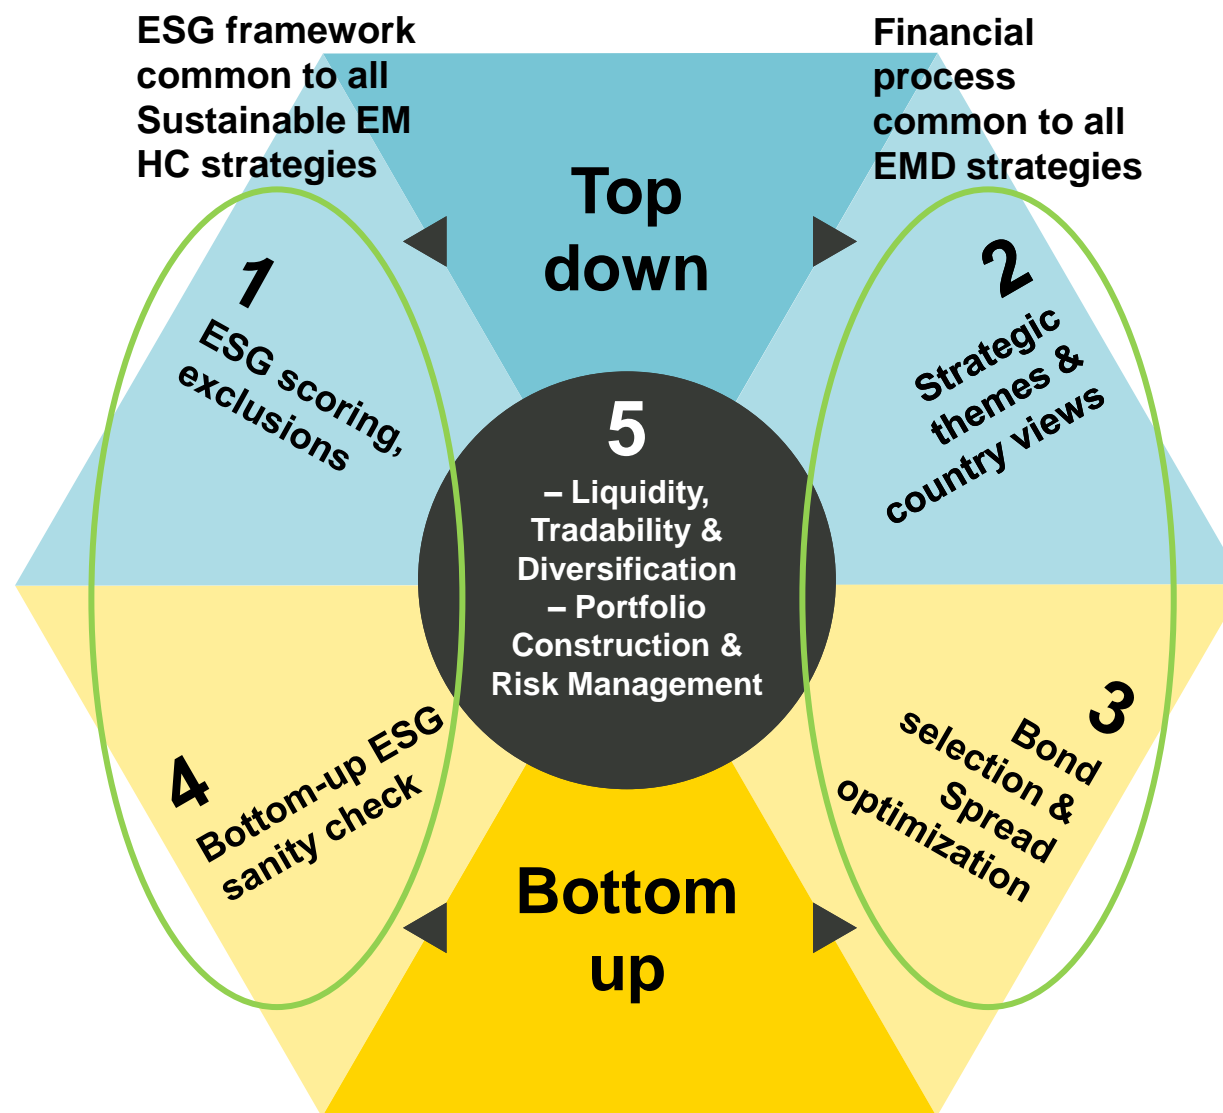 ESG framework
common to all
Sustainable EM
HC strategies
Financial
process
common to all
EMD strategies
Top
down
1
ESG scoring,
exclusions
2
Strategic
themes &
country views
5
– Liquidity,
Tradability &
Diversification
– Portfolio
Construction &
Risk Management
3
Bond
selection &
Spread
optimization
4
Bottom-up ESG
sanity check
Bottom
up